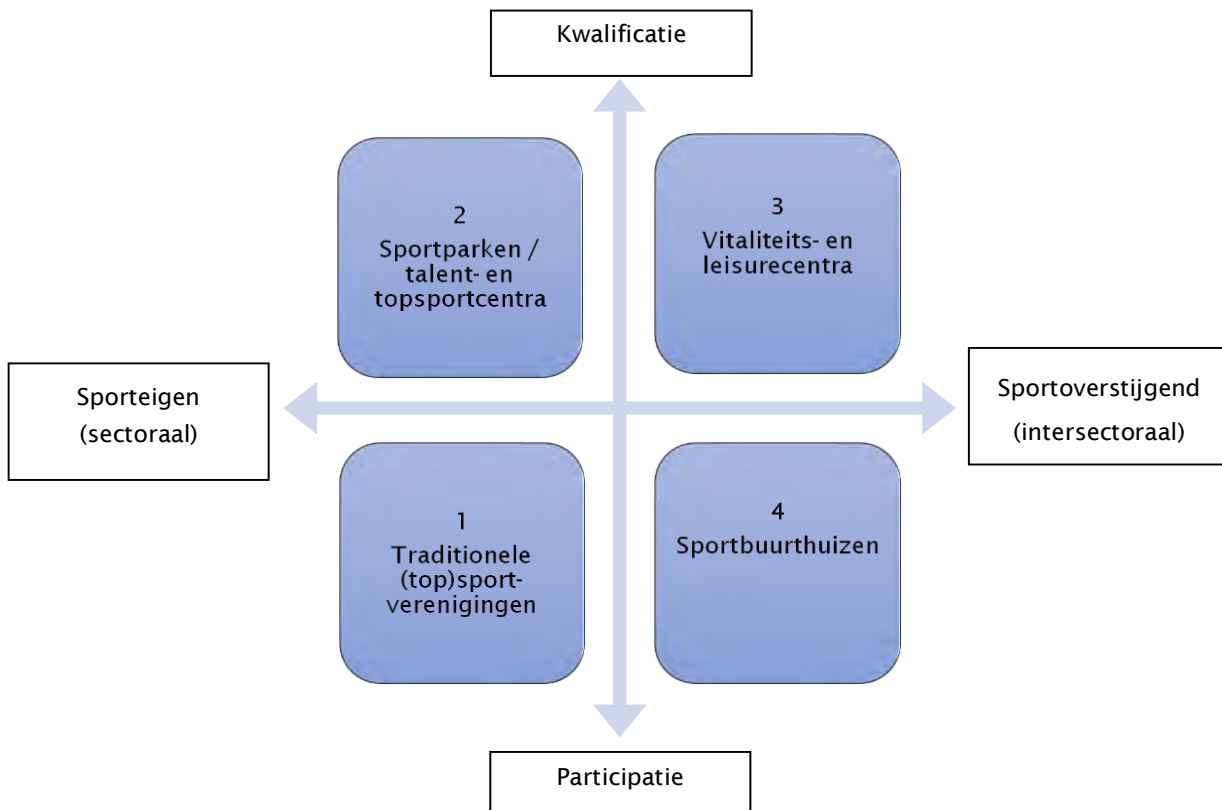 Kwalificatie
2
Sportparken /
talent- en
topsportcentra
3
Vitaliteits- en
leisurecentra
Sporteigen
(sectoraal)
Sportoverstijgend
(intersectoraal)
1
Traditionele
(top)sport-
verenigingen
4
Sportbuurthuizen
Participatie